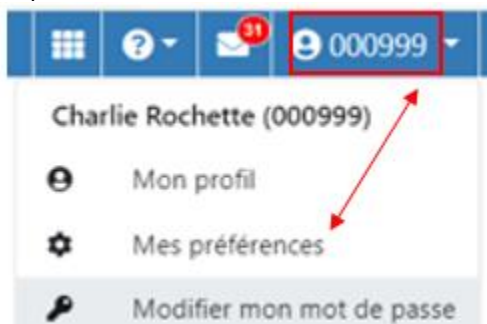 31
000999
Charlie Rochette (000999)
Mon profil
Mes préférences
Modifier mon mot de passe